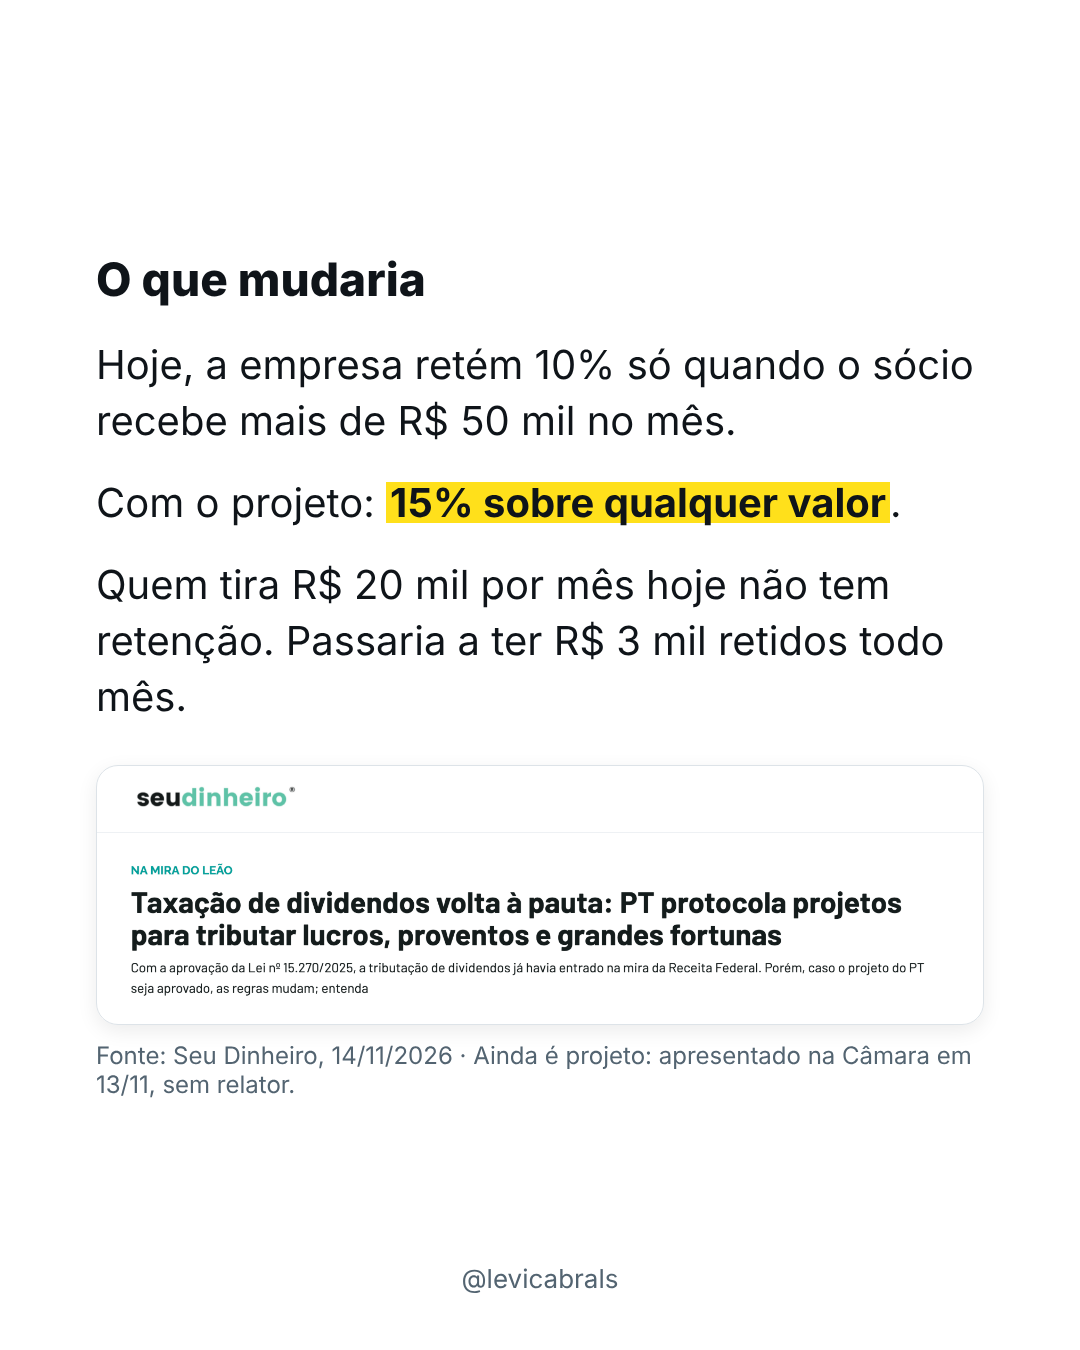 O que mudaria
Hoje, a empresa retém 10% só quando o sócio
recebe mais de R$ 50 mil no mês.
Com o projeto: 15% sobre qualquer valor.
Quem tira R$ 20 mil por mês hoje não tem
retenção. Passaria a ter R$ 3 mil retidos todo
mês.
seudinheiro®
NA MIRA DO LEÃO
Taxação de dividendos volta à pauta: PT protocola projetos
para tributar lucros, proventos e grandes fortunas
Com a aprovação da Lei nº 15.270/2025, a tributação de dividendos já havia entrado na mira da Receita Federal. Porém, caso o projeto do PT
seja aprovado, as regras mudam; entenda
Fonte: Seu Dinheiro, 14/11/2026 · Ainda é projeto: apresentado na Câmara em
13/11, sem relator.
@levicabrals